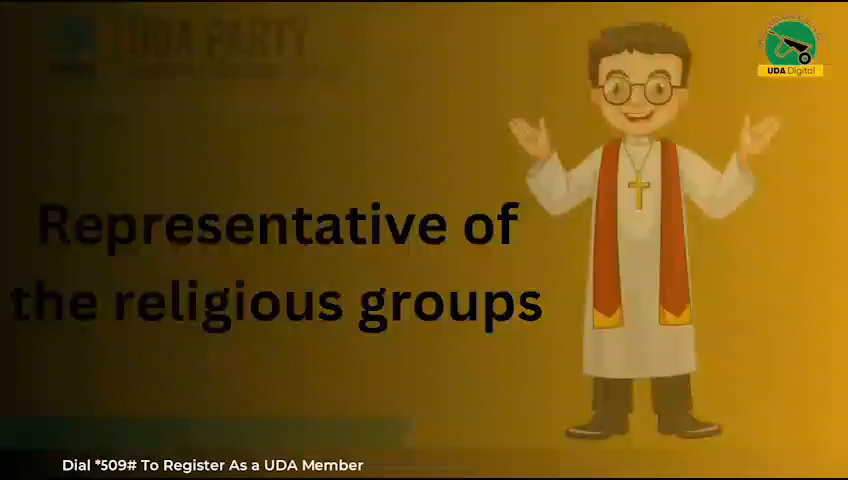 UDA PARTY
UDA Digital
Representative of
the religious groups
Dial *509# To Register As a UDA Member